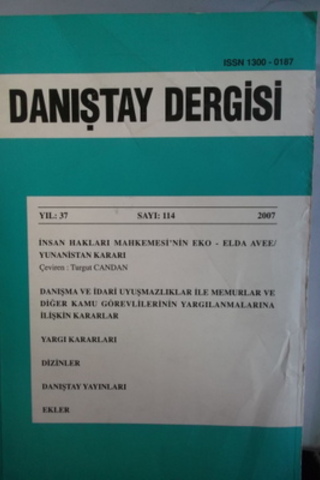 ISSN 1300 - 0187
DANIŞTAY DERGİSİ
YIL: 37 SAYI: 114 2007
İNSAN HAKLARI MAHKEMESİ'NİN EKO - ELDA AVEE/
YUNANİSTAN KARARI
Çeviren : Turgut CANDAN
DANIŞMA VE İDARİ UYUŞMAZLIKLAR İLE MEMURLAR VE
DİĞER KAMU GÖREVLİLERİNİN YARGILANMALARINA
İLİŞKİN KARARLAR
YARGI KARARLARI
DİZİNLER
DANIŞTAY YAYINLARI
EKLER